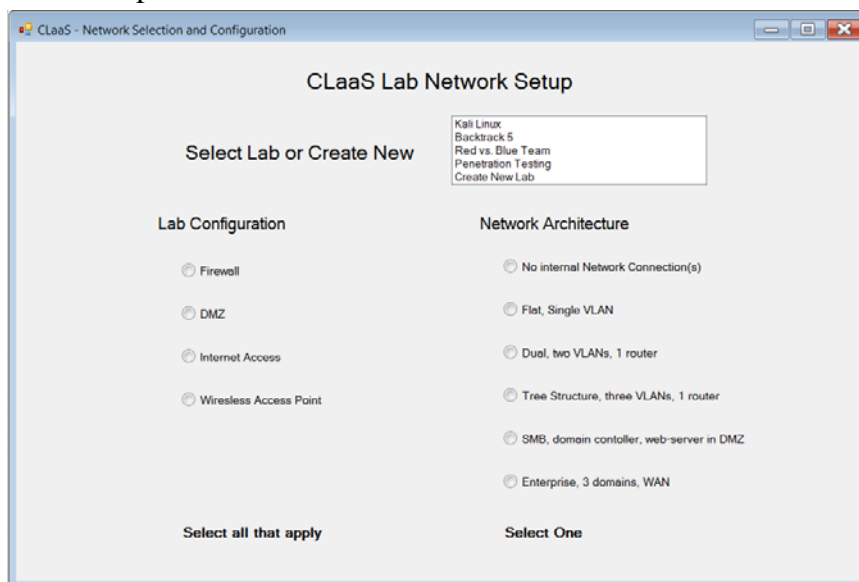 CLaaS - Network Selection and Configuration
CLaaS Lab Network Setup
Select Lab or Create New
Kali Linux
Backtrack 5
Red vs. Blue Team
Penetration Testing
Create New Lab
Lab Configuration
Firewall
DMZ
Internet Access
Wiresless Access Point
Select all that apply
Network Architecture
No internal Network Connection(s)
Flat, Single VLAN
Dual, two VLANs, 1 router
Tree Structure, three VLANs, 1 router
SMB, domain contoller, web-server in DMZ
Enterprise, 3 domains, WAN
Select One